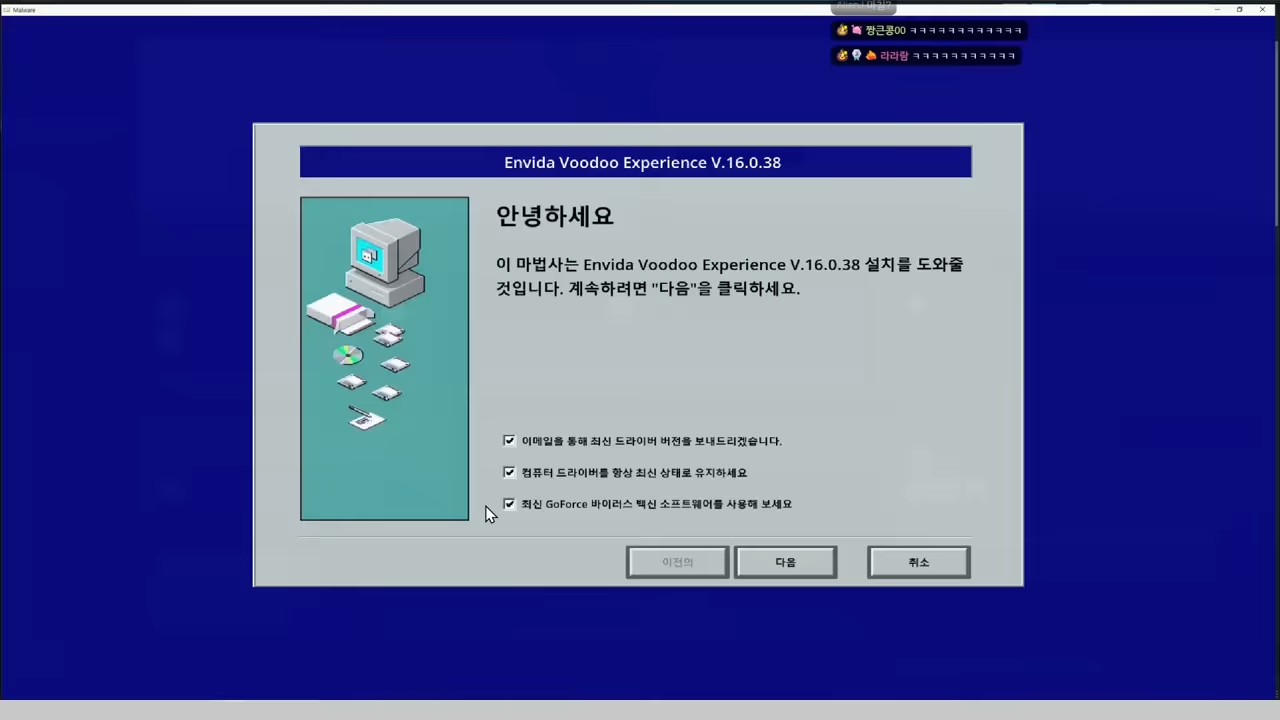 Malware
짱근콩00 ㅋㅋㅋㅋㅋㅋㅋㅋㅋㅋㅋㅋ
라라람 ㅋㅋㅋㅋㅋㅋㅋㅋㅋㅋㅋ
Envida Voodoo Experience V.16.0.38
안녕하세요
이 마법사는 Envida Voodoo Experience V.16.0.38 설치를 도와줄
것입니다. 계속하려면 "다음"을 클릭하세요.
이메일을 통해 최신 드라이버 버전을 보내드리겠습니다.
컴퓨터 드라이버를 항상 최신 상태로 유지하세요
최신 GoForce 바이러스 백신 소프트웨어를 사용해 보세요
이전의
다음
취소